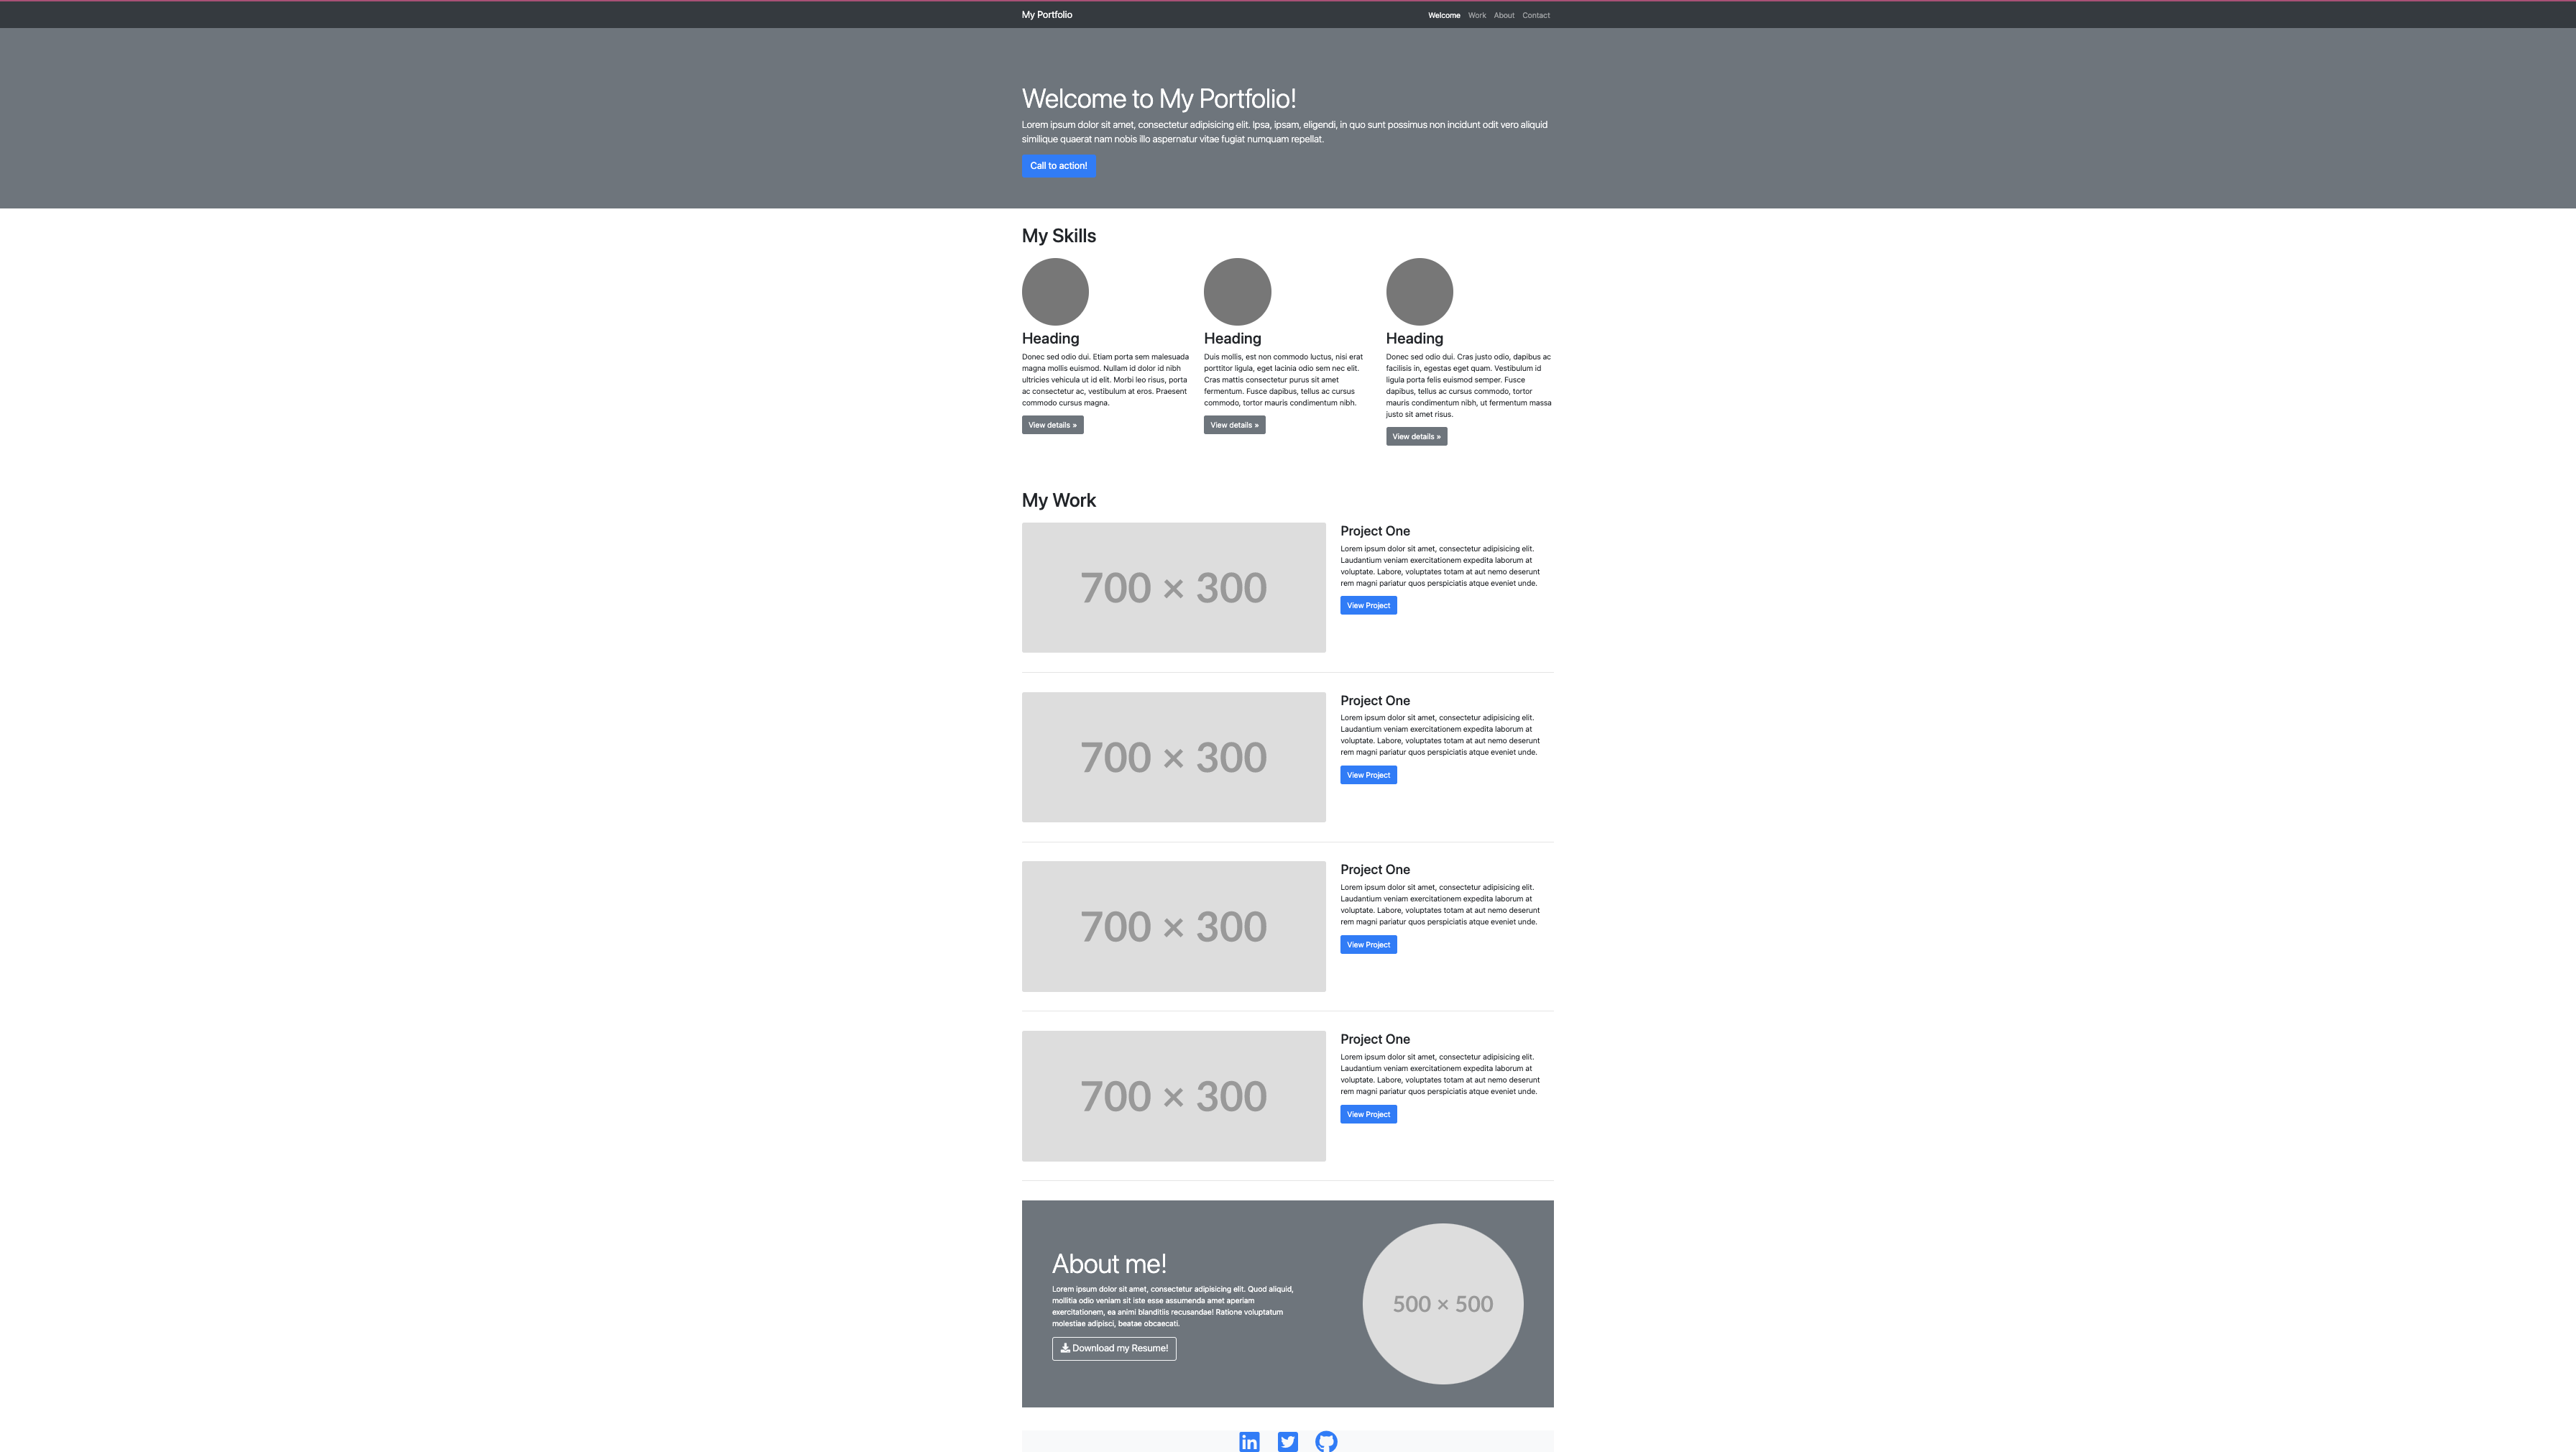 My Portfolio
Welcome Work About Contact
Welcome to My Portfolio!
Lorem ipsum dolor sit amet, consectetur adipisicing elit. Ipsa, ipsam, eligendi, in quo sunt possimus non incidunt odit vero aliquid
similique quaerat nam nobis illo aspernatur vitae fugiat numquam repellat.
Call to action!
My Skills
Heading
Donec sed odio dui. Etiam porta sem malesuada
magna mollis euismod. Nullam id dolor id nibh
ultricies vehicula ut id elit. Morbi leo risus, porta
ac consectetur ac, vestibulum at eros. Praesent
commodo cursus magna.
View details »
Heading
Duis mollis, est non commodo luctus, nisi erat
porttitor ligula, eget lacinia odio sem nec elit.
Cras mattis consectetur purus sit amet
fermentum. Fusce dapibus, tellus ac cursus
commodo, tortor mauris condimentum nibh.
View details »
Heading
Donec sed odio dui. Cras justo odio, dapibus ac
facilisis in, egestas eget quam. Vestibulum id
ligula porta felis euismod semper. Fusce
dapibus, tellus ac cursus commodo, tortor
mauris condimentum nibh, ut fermentum massa
justo sit amet risus.
View details »
My Work
700 × 300
Project One
Lorem ipsum dolor sit amet, consectetur adipisicing elit.
Laudantium veniam exercitationem expedita laborum at
voluptate. Labore, voluptates totam at aut nemo deserunt
rem magni pariatur quos perspiciatis atque eveniet unde.
View Project
700 × 300
Project One
Lorem ipsum dolor sit amet, consectetur adipisicing elit.
Laudantium veniam exercitationem expedita laborum at
voluptate. Labore, voluptates totam at aut nemo deserunt
rem magni pariatur quos perspiciatis atque eveniet unde.
View Project
700 × 300
Project One
Lorem ipsum dolor sit amet, consectetur adipisicing elit.
Laudantium veniam exercitationem expedita laborum at
voluptate. Labore, voluptates totam at aut nemo deserunt
rem magni pariatur quos perspiciatis atque eveniet unde.
View Project
700 × 300
Project One
Lorem ipsum dolor sit amet, consectetur adipisicing elit.
Laudantium veniam exercitationem expedita laborum at
voluptate. Labore, voluptates totam at aut nemo deserunt
rem magni pariatur quos perspiciatis atque eveniet unde.
View Project
About me!
Lorem ipsum dolor sit amet, consectetur adipisicing elit. Quod aliquid,
mollitia odio veniam sit iste esse assumenda amet aperiam
exercitationem, ea animi blanditiis recusandae! Ratione voluptatum
molestiae adipisci, beatae obcaecati.
Download my Resume!
500 × 500
in